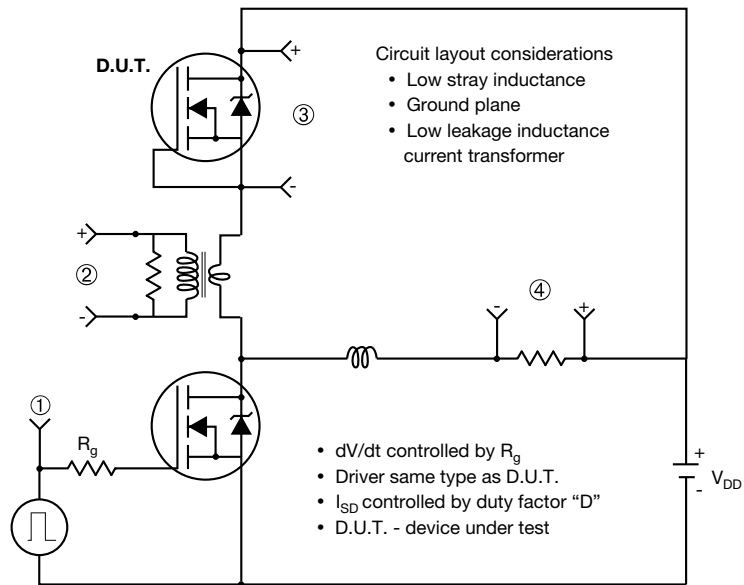 D.U.T.
+
③
-
Circuit layout considerations
• Low stray inductance
• Ground plane
• Low leakage inductance
current transformer
+
②
-
④
- +
①
Rg
• dV/dt controlled by Rg
• Driver same type as D.U.T.
• ISD controlled by duty factor “D”
• D.U.T. - device under test
+
VDD
-